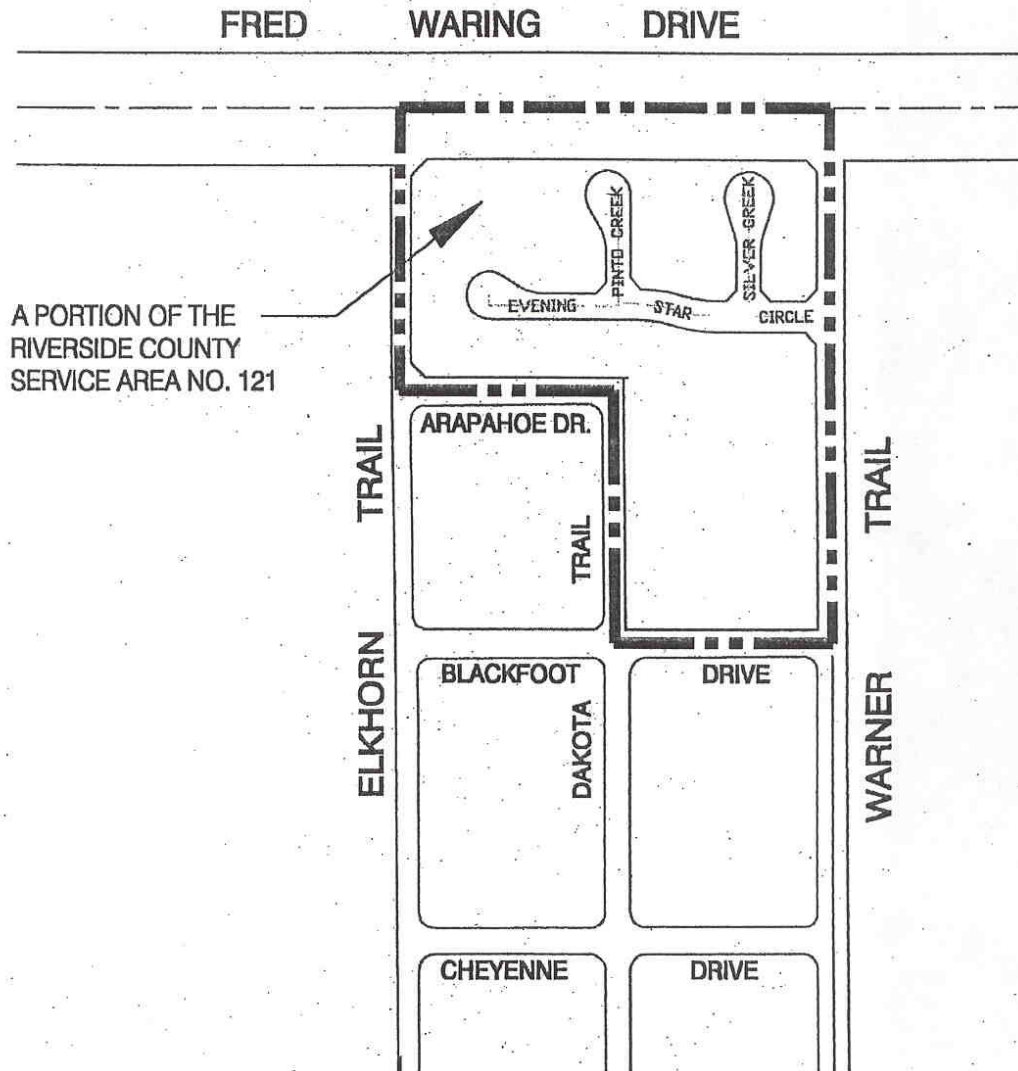 FRED WARING DRIVE
PINTO CREEK
SILVER CREEK
EVENING STAR CIRCLE
A PORTION OF THE
RIVERSIDE COUNTY
SERVICE AREA NO. 121
ARAPAHOE DR.
ELKHORN TRAIL
DAKOTA TRAIL
WARNER TRAIL
BLACKFOOT DRIVE
CHEYENNE DRIVE